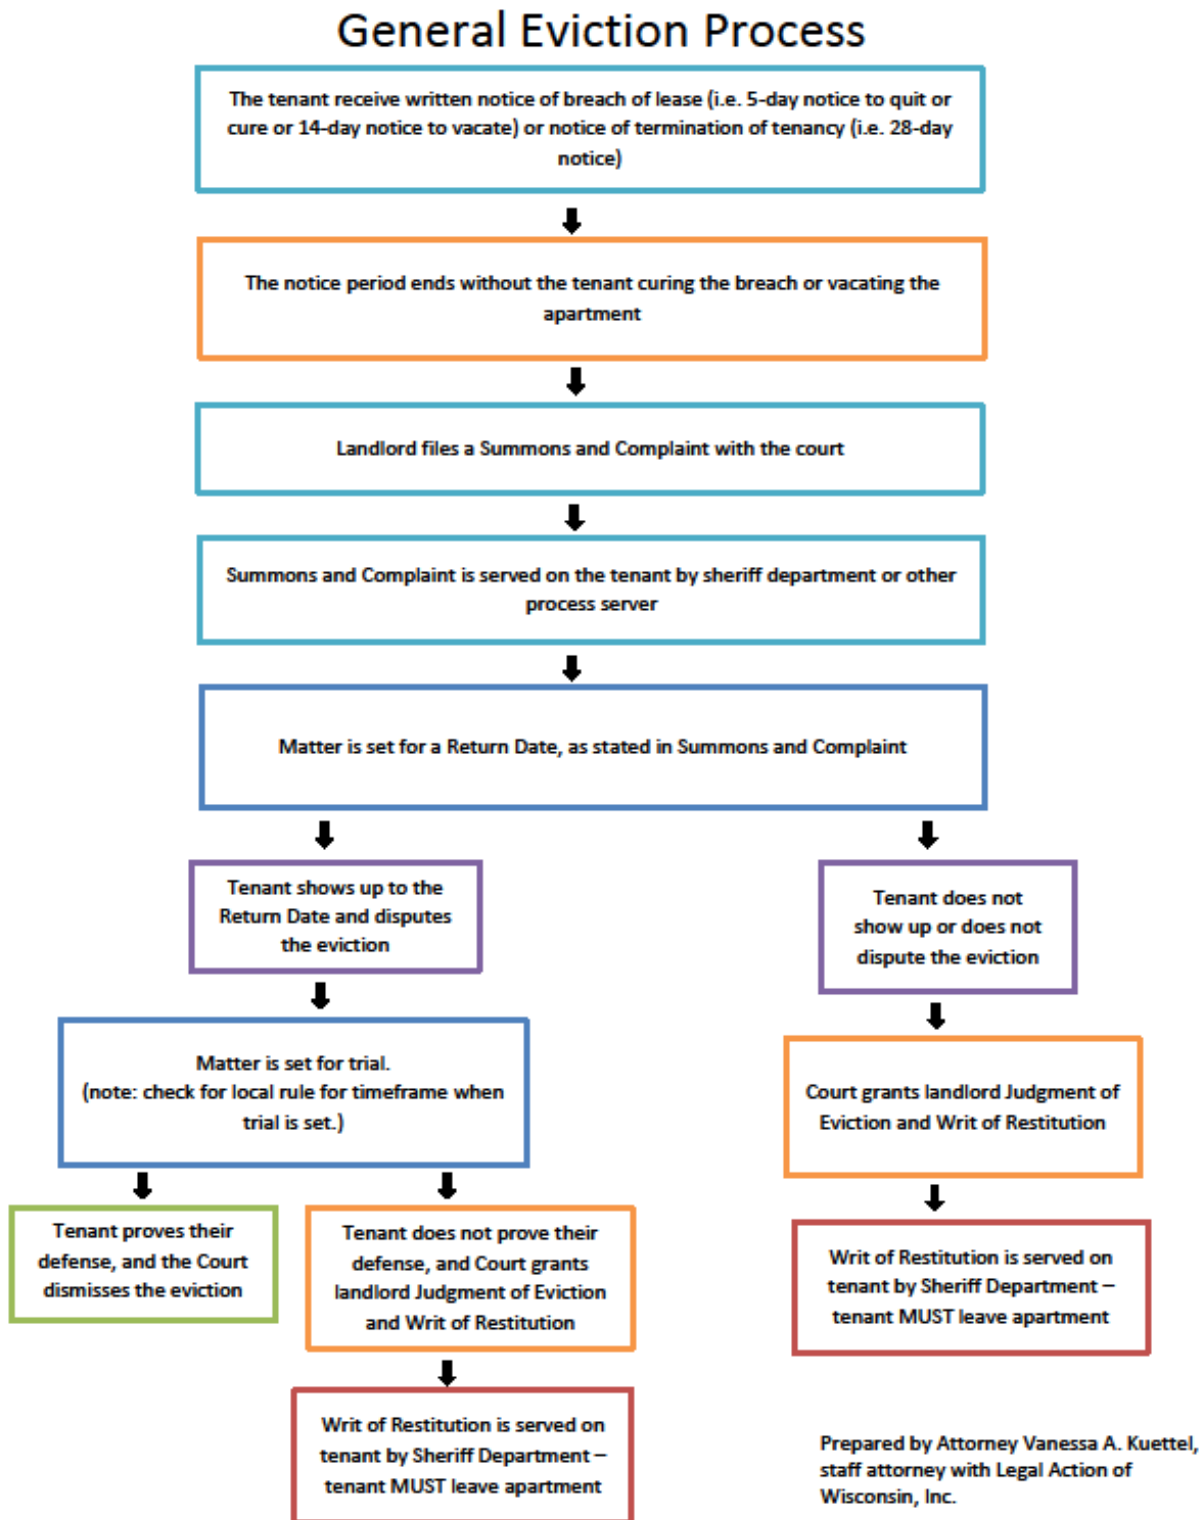 General Eviction Process
The tenant receive written notice of breach of lease (i.e. 5-day notice to quit or
cure or 14-day notice to vacate) or notice of termination of tenancy (i.e. 28-day
notice)
The notice period ends without the tenant curing the breach or vacating the
apartment
Landlord files a Summons and Complaint with the court
Summons and Complaint is served on the tenant by sheriff department or other
process server
Matter is set for a Return Date, as stated in Summons and Complaint
Tenant shows up to the
Return Date and disputes
the eviction
Tenant does not
show up or does not
dispute the eviction
Matter is set for trial.
(note: check for local rule for timeframe when
trial is set.)
Court grants landlord Judgment of
Eviction and Writ of Restitution
Tenant proves their
defense, and the Court
dismisses the eviction
Tenant does not prove their
defense, and Court grants
landlord Judgment of Eviction
and Writ of Restitution
Writ of Restitution is served on
tenant by Sheriff Department –
tenant MUST leave apartment
Writ of Restitution is served on
tenant by Sheriff Department –
tenant MUST leave apartment
Prepared by Attorney Vanessa A. Kuettel,
staff attorney with Legal Action of
Wisconsin, Inc.